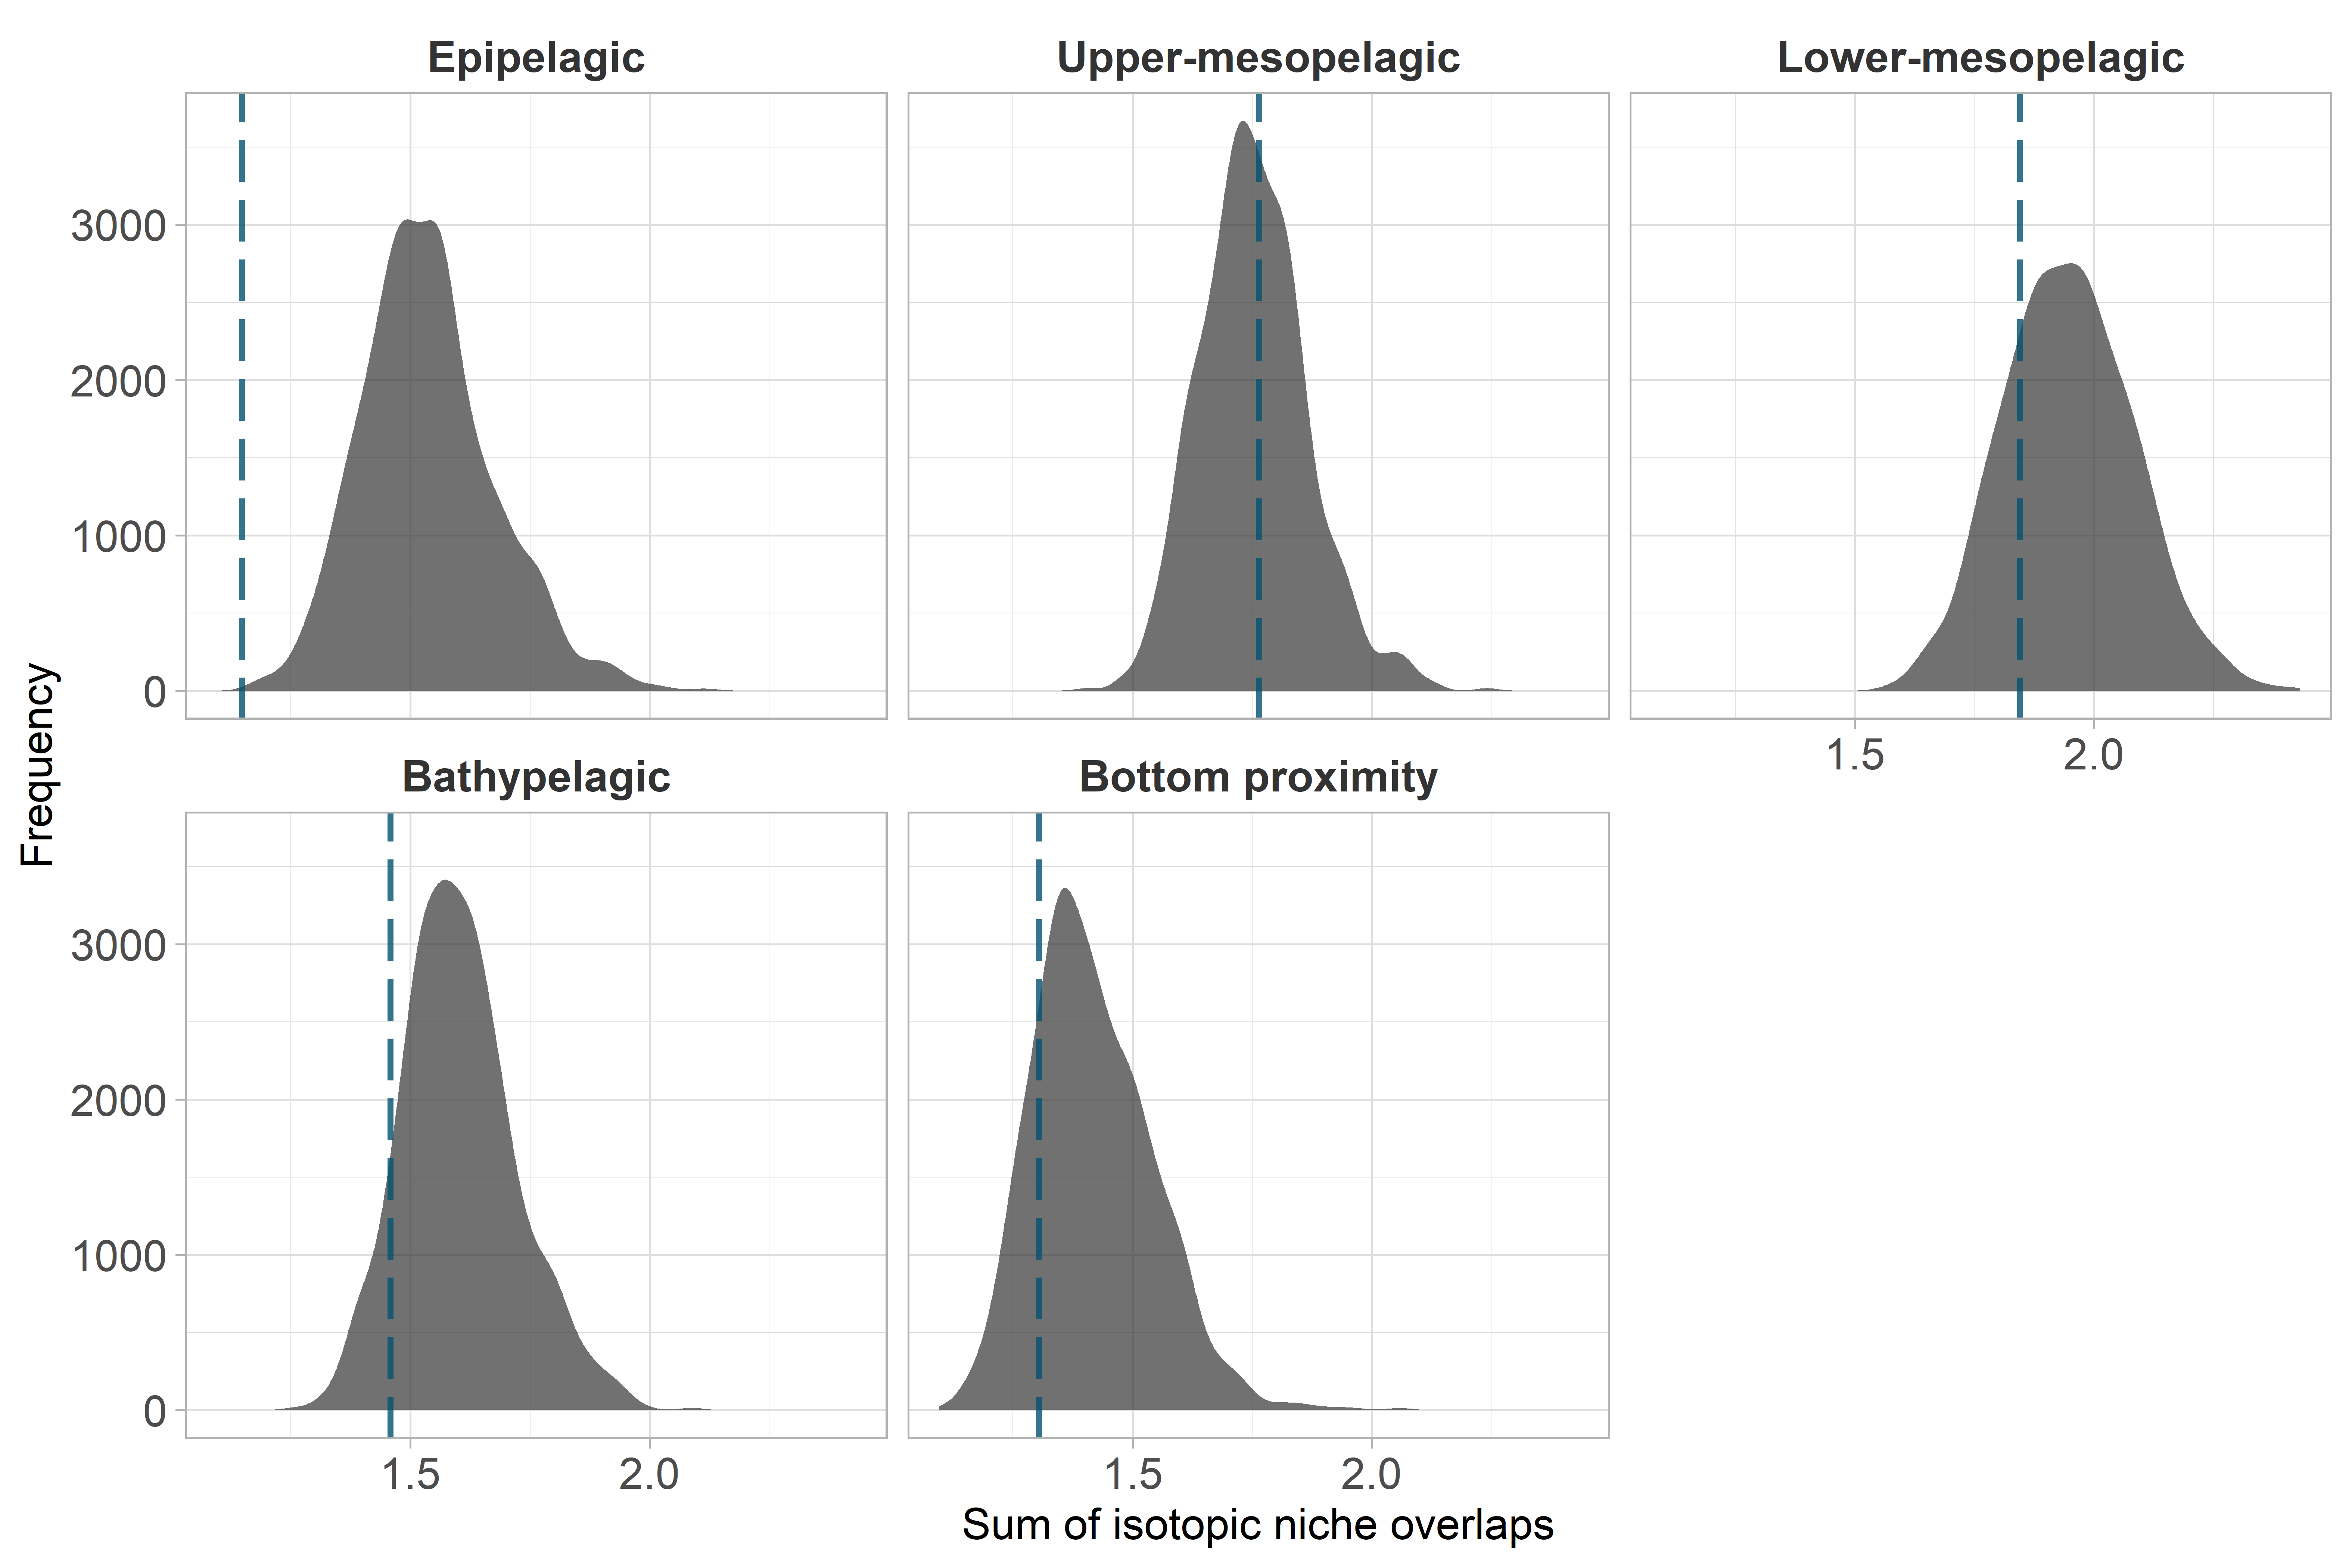 Epipelagic
Upper-mesopelagic
Lower-mesopelagic
3000
2000
1000
0
1.5
2.0
Frequency
Bathypelagic
Bottom proximity
3000
2000
1000
0
1.5
2.0
1.5
2.0
Sum of isotopic niche overlaps